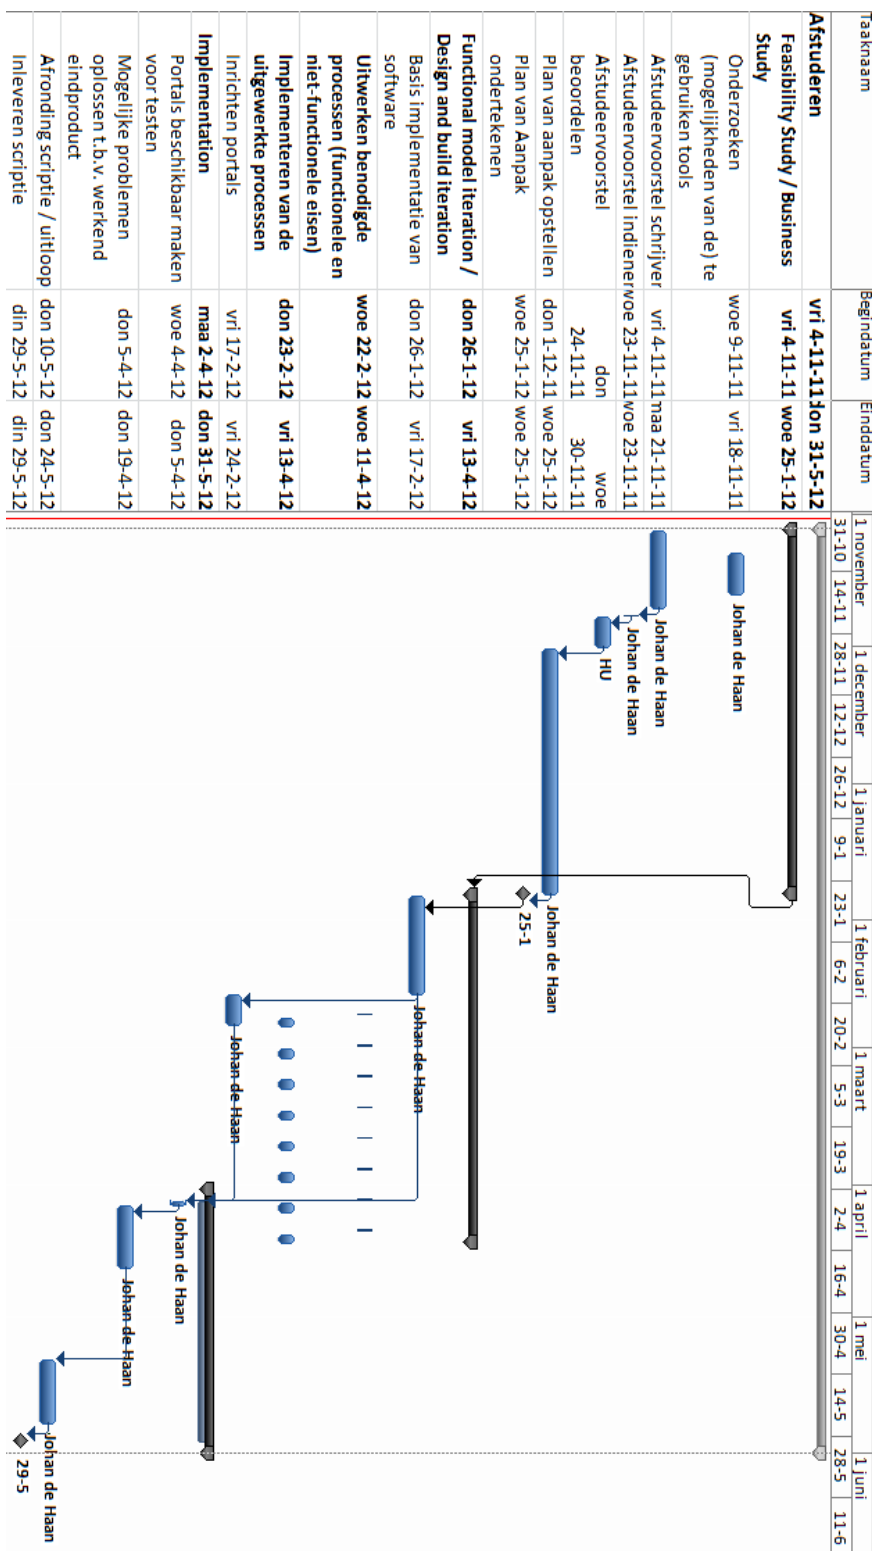 Taaknaam Begindatum Einddatum
1 november 1 december 1 januari 1 februari 1 maart 1 april 1 mei 1 juni
31-10 14-11 28-11 12-12 26-12 9-1 23-1 6-2 20-2 5-3 19-3 2-4 16-4 30-4 14-5 28-5 11-6
Afstuderen vri 4-11-11 don 31-5-12
Feasibility Study / Business vri 4-11-11 woe 25-1-12
Study
Onderzoeken woe 9-11-11 vri 18-11-11 Johan de Haan
(mogelijkheden van de) te
gebruiken tools
Afstudeervoorstel schrijver vri 4-11-11 maa 21-11-11 Johan de Haan
Afstudeervoorstel indiener woe 23-11-11 woe 23-11-11 Johan de Haan
Afstudeervoorstel don woe HU
beoordelen 24-11-11 30-11-11
Plan van aanpak opstellen don 1-12-11 woe 25-1-12 Johan de Haan
Plan van Aanpak woe 25-1-12 woe 25-1-12 25-1
ondertekenen
Functional model iteration / don 26-1-12 vri 13-4-12
Design and build iteration
Basis implementatie van don 26-1-12 vri 17-2-12 Johan de Haan
software
Uitwerken benodigde woe 22-2-12 woe 11-4-12
processen (functionele en
niet-functionele eisen)
Implementeren van de don 23-2-12 vri 13-4-12
uitgewerkte processen
Inrichten portals vri 17-2-12 vri 24-2-12 Johan de Haan
Implementation maa 2-4-12 don 31-5-12
Portals beschikbaar maken woe 4-4-12 don 5-4-12 Johan de Haan
voor testen
Mogelijke problemen don 5-4-12 don 19-4-12 Johan de Haan
oplossen t.b.v. werkend
eindproduct
Afronding scriptie / uitloop don 10-5-12 don 24-5-12 Johan de Haan
Inleveren scriptie din 29-5-12 din 29-5-12 29-5